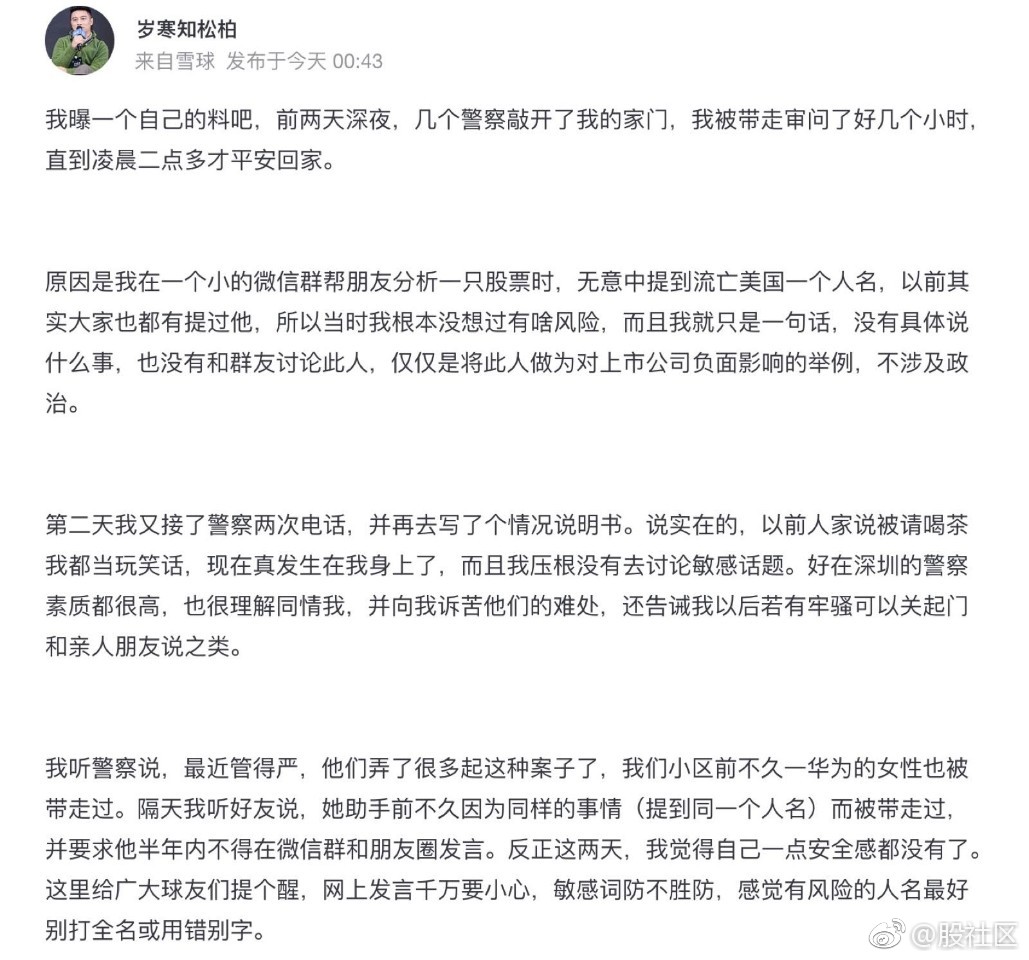 岁寒知松柏
来自雪球 发布于今天 00:43
我曝一个自己的料吧，前两天深夜，几个警察敲开了我的家门，我被带走审问了好几个小时，
直到凌晨二点多才平安回家。
原因是我在一个小的微信群帮朋友分析一只股票时，无意中提到流亡美国一个人名，以前其
实大家也都有提过他，所以当时我根本没想过有啥风险，而且我就只是一句话，没有具体说
什么事，也没有和群友讨论此人，仅仅是将此人做为对上市公司负面影响的举例，不涉及政
治。
第二天我又接了警察两次电话，并再去写了个情况说明书。说实在的，以前人家说被请喝茶
我都当玩笑话，现在真发生在我身上了，而且我压根没有去讨论敏感话题。好在深圳的警察
素质都很高，也很理解同情我，并向我诉苦他们的难处，还告诫我以后若有牢骚可以关起门
和亲人朋友说之类。
我听警察说，最近管得严，他们弄了很多起这种案子了，我们小区前不久一华为的女性也被
带走过。隔天我听好友说，她助手前不久因为同样的事情（提到同一个人名）而被带走过，
并要求他半年内不得在微信群和朋友圈发言。反正这两天，我觉得自己一点安全感都没有了。
这里给广大球友们提个醒，网上发言千万要小心，敏感词防不胜防，感觉有风险的人名最好
别打全名或用错别字。
@股社区